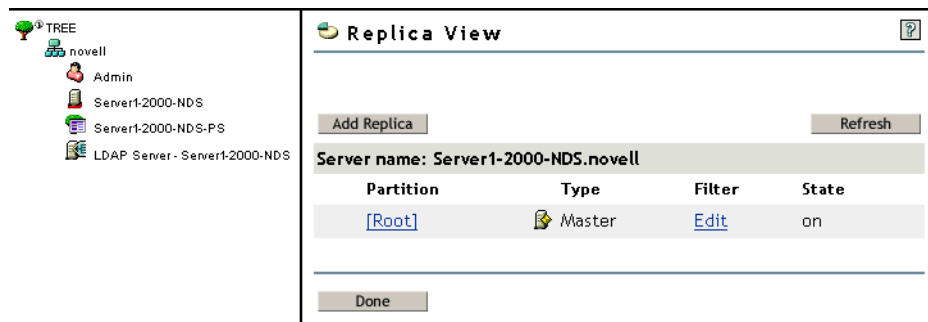 TREE
novell
Admin
Server1-2000-NDS
Server1-2000-NDS-PS
LDAP Server - Server1-2000-NDS
Replica View
?
Add Replica
Refresh
Server name: Server1-2000-NDS.novell
Partition Type Filter State
[Root] Master Edit on
Done